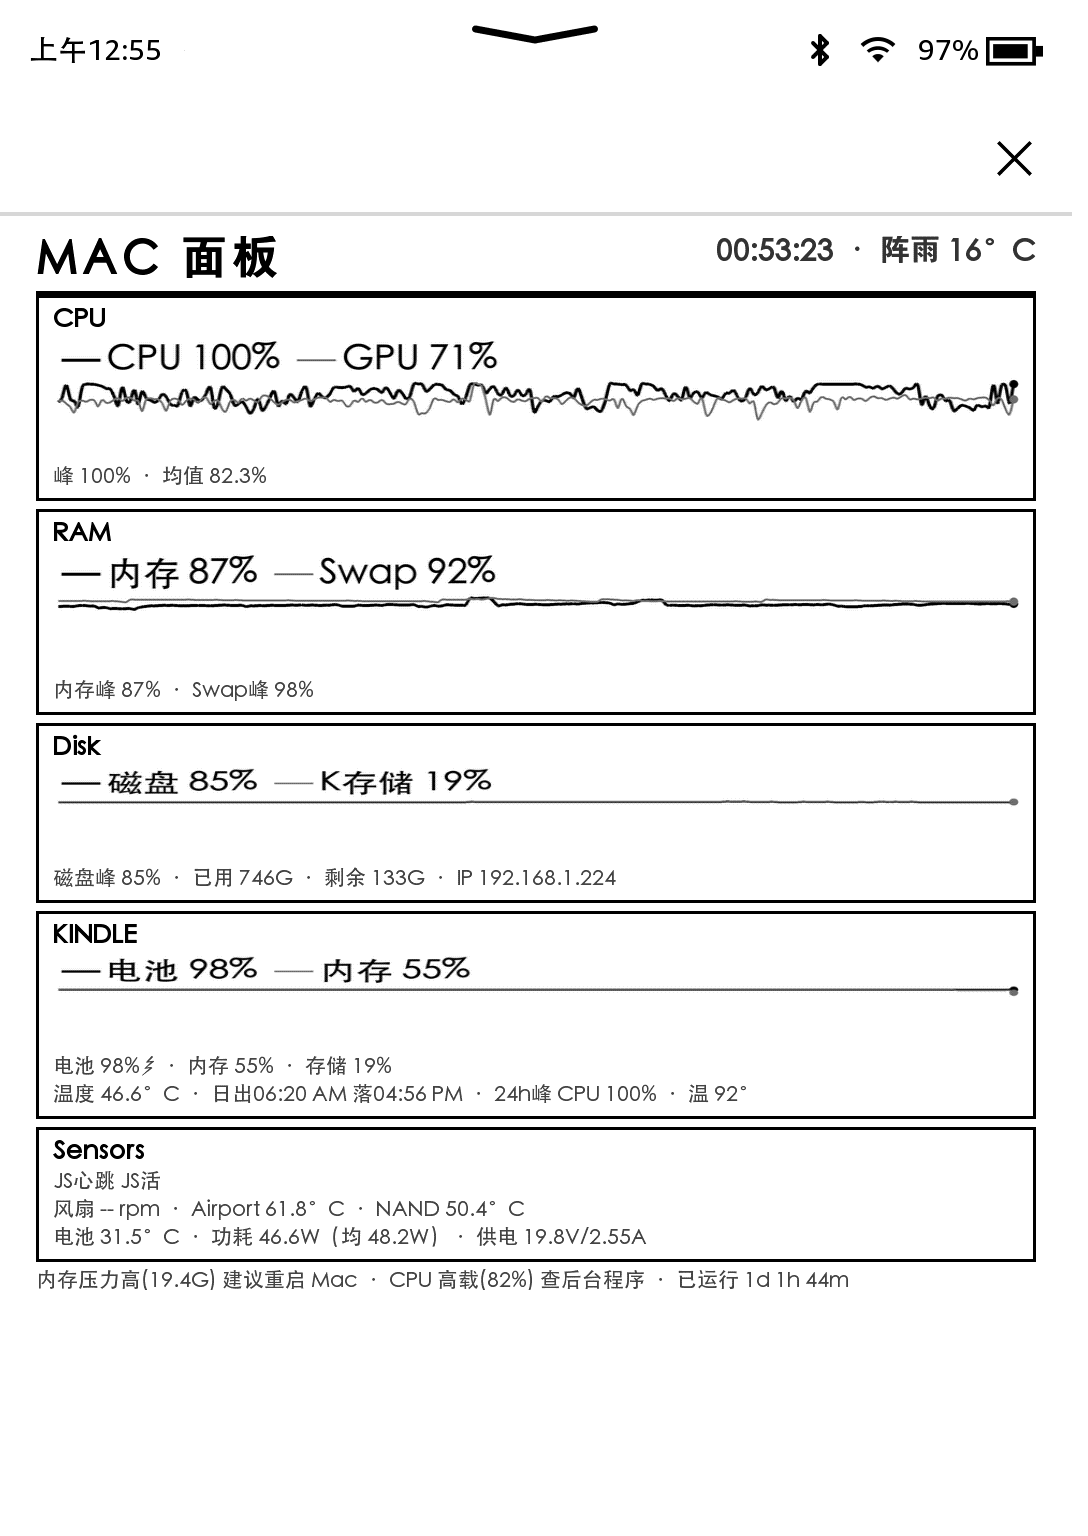 上午12:55 97%
MAC 面板 00:53:23 · 阵雨 16° C
CPU
CPU 100% GPU 71%
峰 100% · 均值 82.3%
RAM
内存 87% Swap 92%
内存峰 87% · Swap峰 98%
Disk
磁盘 85% K存储 19%
磁盘峰 85% · 已用 746G · 剩余 133G · IP 192.168.1.224
KINDLE
电池 98% 内存 55%
电池 98%⚡ · 内存 55% · 存储 19%
温度 46.6° C · 日出06:20 AM 落04:56 PM · 24h峰 CPU 100% · 温 92°
Sensors
JS心跳 JS活
风扇 -- rpm · Airport 61.8° C · NAND 50.4° C
电池 31.5° C · 功耗 46.6W（均 48.2W） · 供电 19.8V/2.55A
内存压力高(19.4G) 建议重启 Mac · CPU 高载(82%) 查后台程序 · 已运行 1d 1h 44m